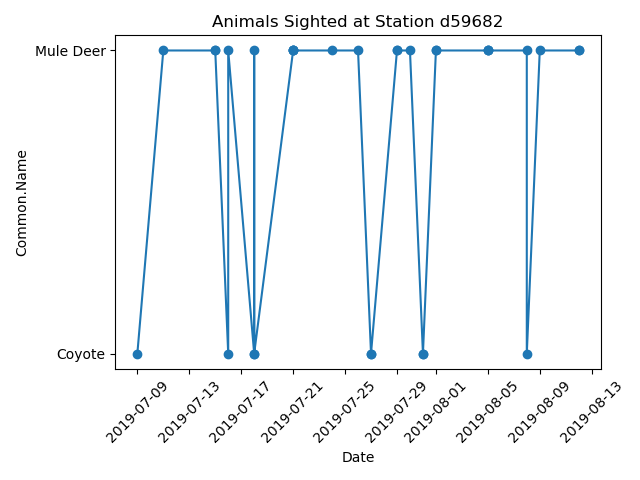 Animals Sighted at Station d59682
Mule Deer
Common.Name
Coyote
2019-07-09
2019-07-13
2019-07-17
2019-07-21
2019-07-25
2019-07-29
2019-08-01
2019-08-05
2019-08-09
2019-08-13
Date